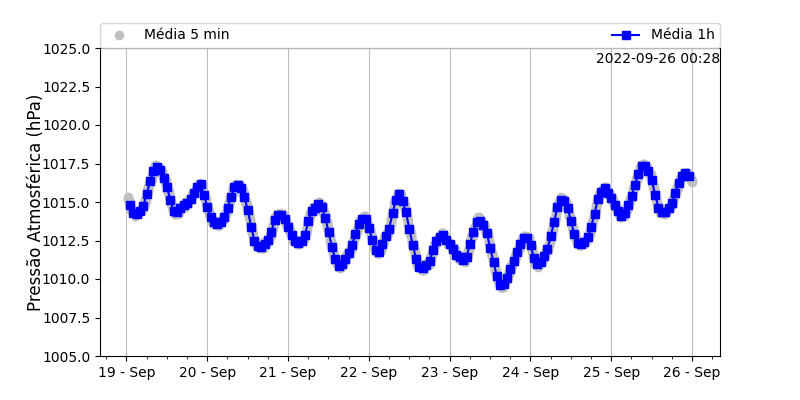 Média 5 min
Média 1h
2022-09-26 00:28
Pressão Atmosférica (hPa)
1025.0
1022.5
1020.0
1017.5
1015.0
1012.5
1010.0
1007.5
1005.0
19 - Sep
20 - Sep
21 - Sep
22 - Sep
23 - Sep
24 - Sep
25 - Sep
26 - Sep